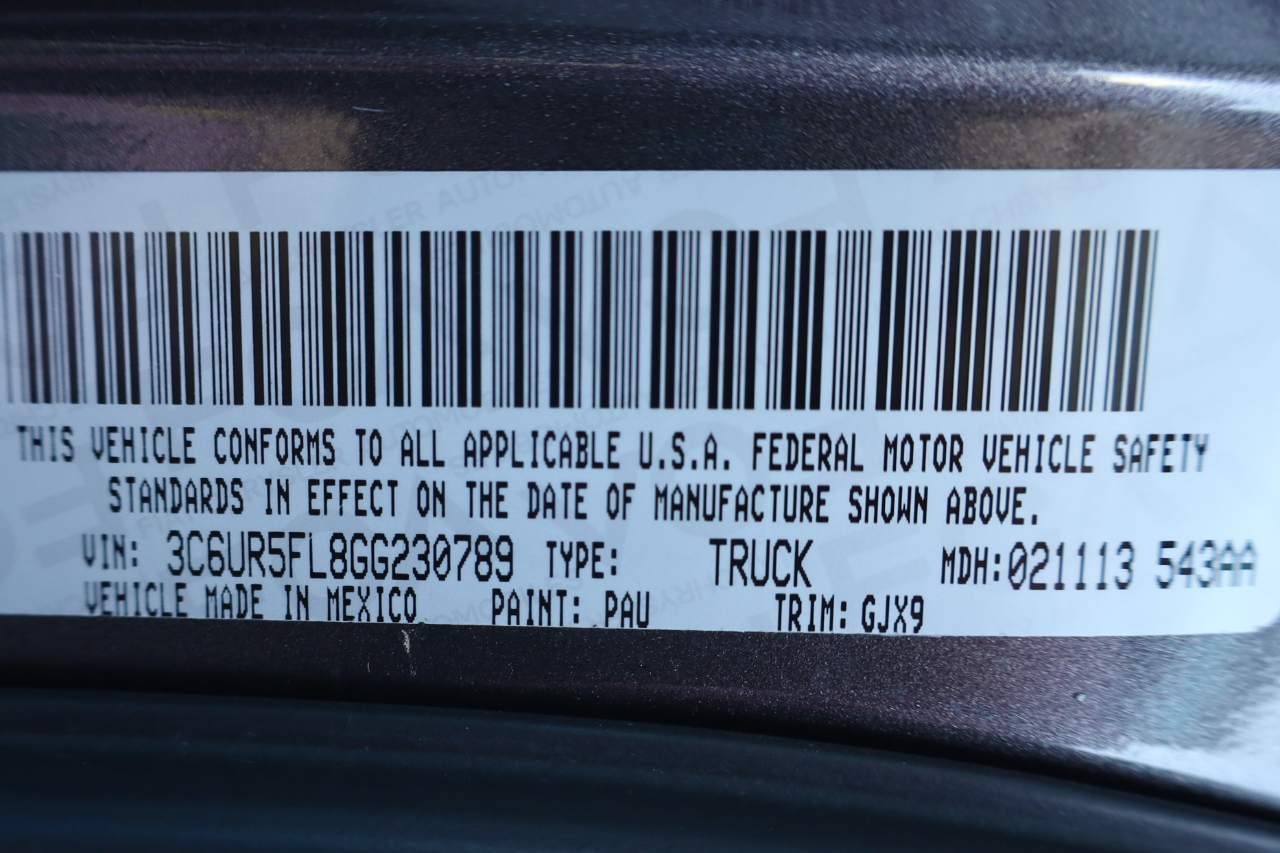 THIS VEHICLE CONFORMS TO ALL APPLICABLE U.S.A. FEDERAL MOTOR VEHICLE SAFETY
STANDARDS IN EFFECT ON THE DATE OF MANUFACTURE SHOWN ABOVE.
VIN: 3C6UR5FL8GG230789 TYPE: TRUCK MDH:021113 543AA
VEHICLE MADE IN MEXICO PAINT: PAU TRIM: GJX9